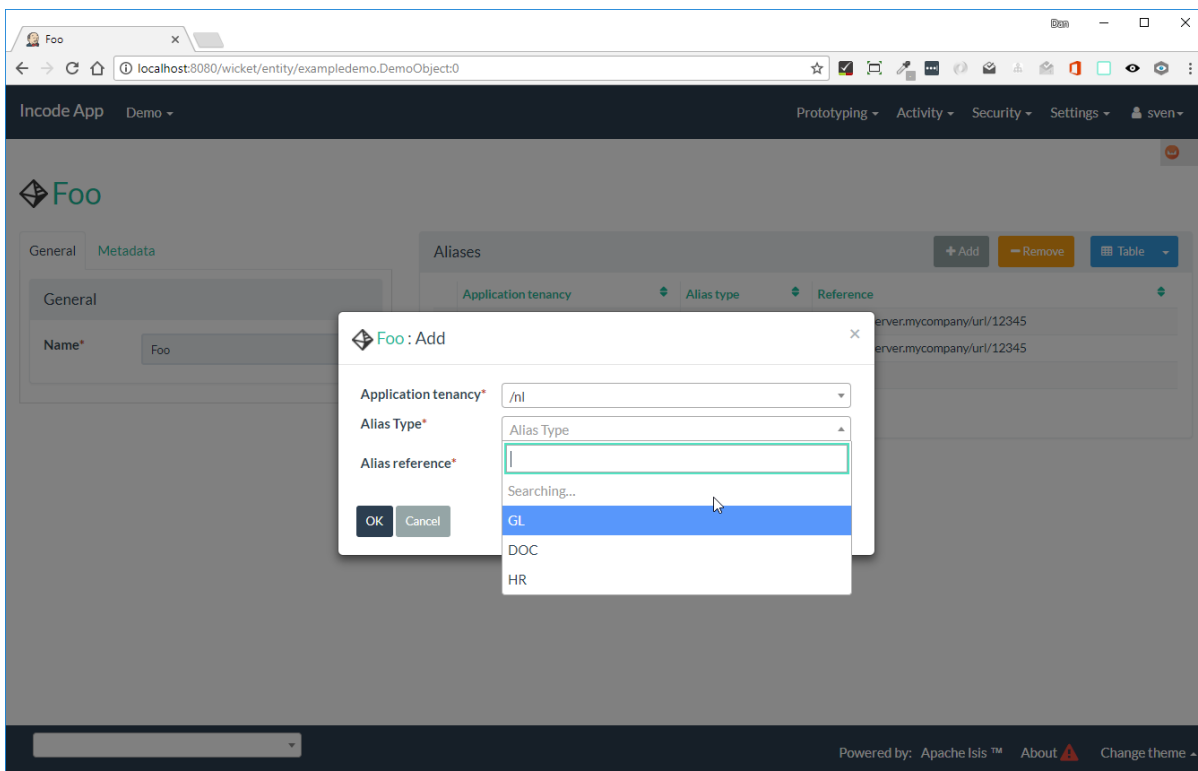 Dan
Foo
localhost:8080/wicket/entity/exampledemo.DemoObject:0
Incode App Demo Prototyping Activity Security Settings sven
Foo
General Metadata
Aliases + Add − Remove Table
General
Application tenancy Alias type Reference
Name* Foo
erver.mycompany/url/12345
erver.mycompany/url/12345
Foo : Add ×
Application tenancy* /nl
Alias Type* Alias Type
Alias reference*
Searching...
OK Cancel
GL
DOC
HR
Powered by: Apache Isis ™ About Change theme